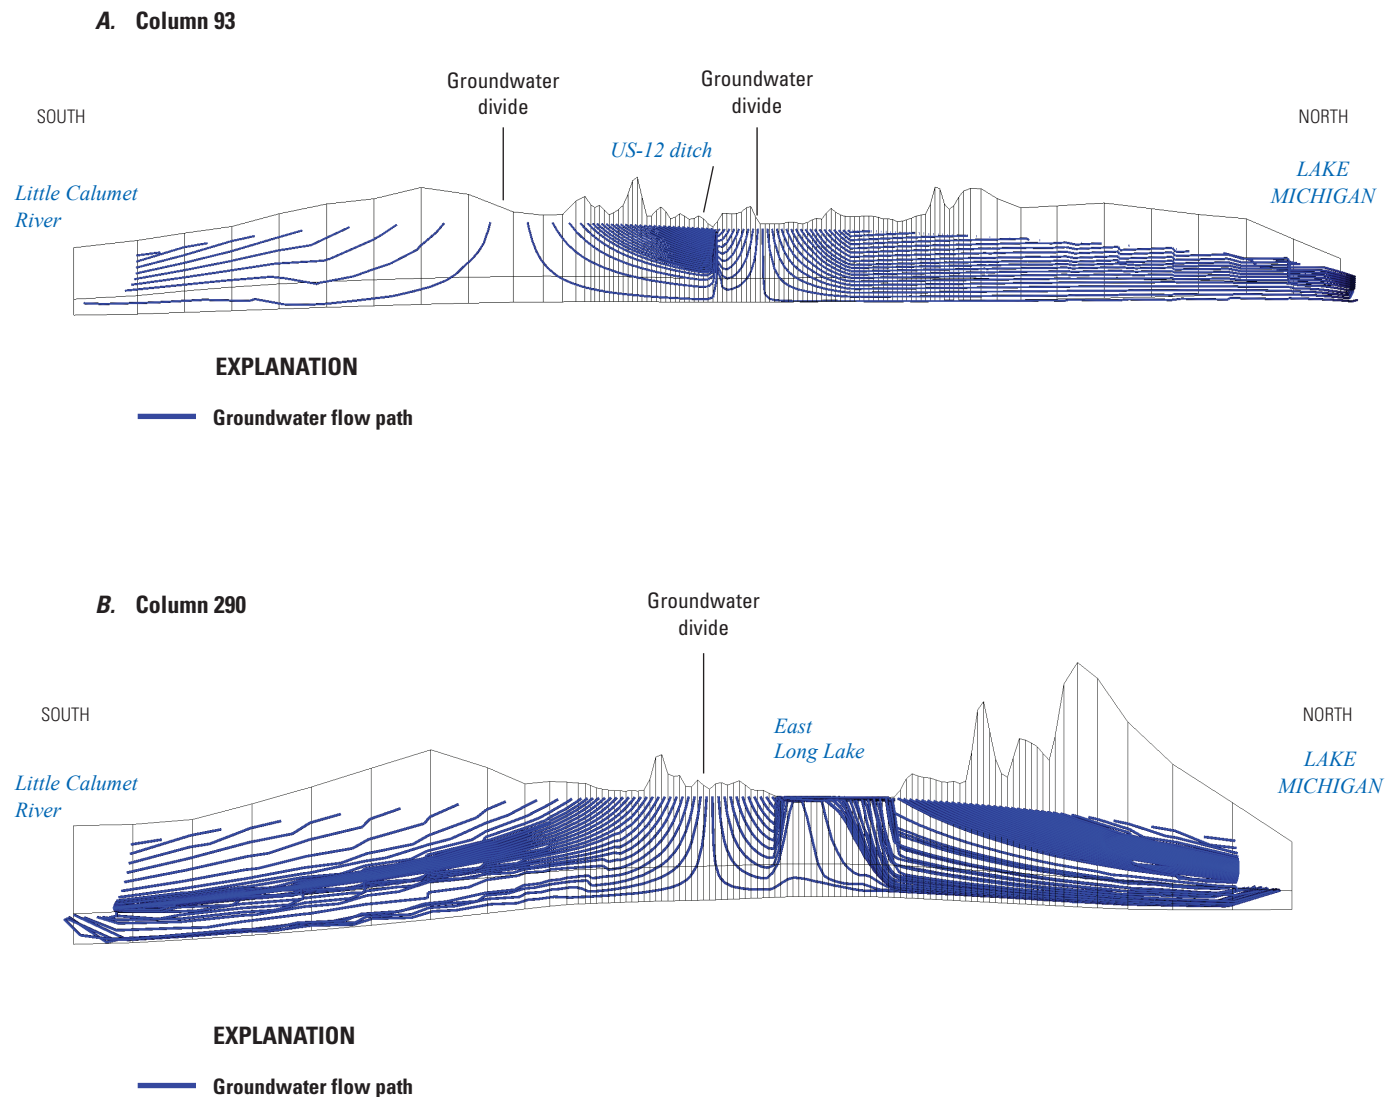 A. Column 93
Groundwater
divide
Groundwater
divide
SOUTH
NORTH
US-12 ditch
Little Calumet
River
LAKE
MICHIGAN
EXPLANATION
Groundwater flow path
B. Column 290
Groundwater
divide
SOUTH
NORTH
East
Long Lake
Little Calumet
River
LAKE
MICHIGAN
EXPLANATION
Groundwater flow path